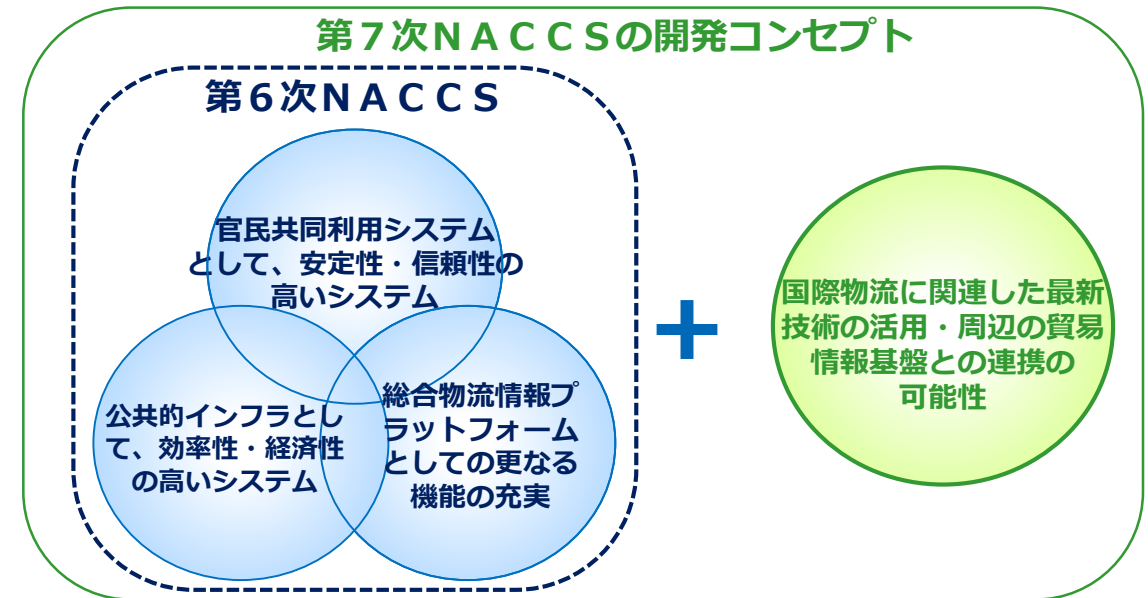 第７次ＮＡＣＣＳの開発コンセプト
第６次ＮＡＣＣＳ
官民共同利用システム
として、安定性・信頼性の
高いシステム
公共的インフラとし
て、効率性・経済性
の高いシステム
総合物流情報プ
ラットフォーム
としての更なる
機能の充実
+
国際物流に関連した最新
技術の活用・周辺の貿易
情報基盤との連携の
可能性